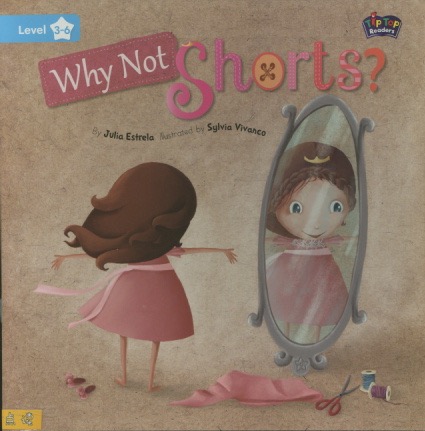 Level 3-6
Tip Top
Readers
Why Not
Shorts?
By Julia Estrela Illustrated by Sylvia Vivanco